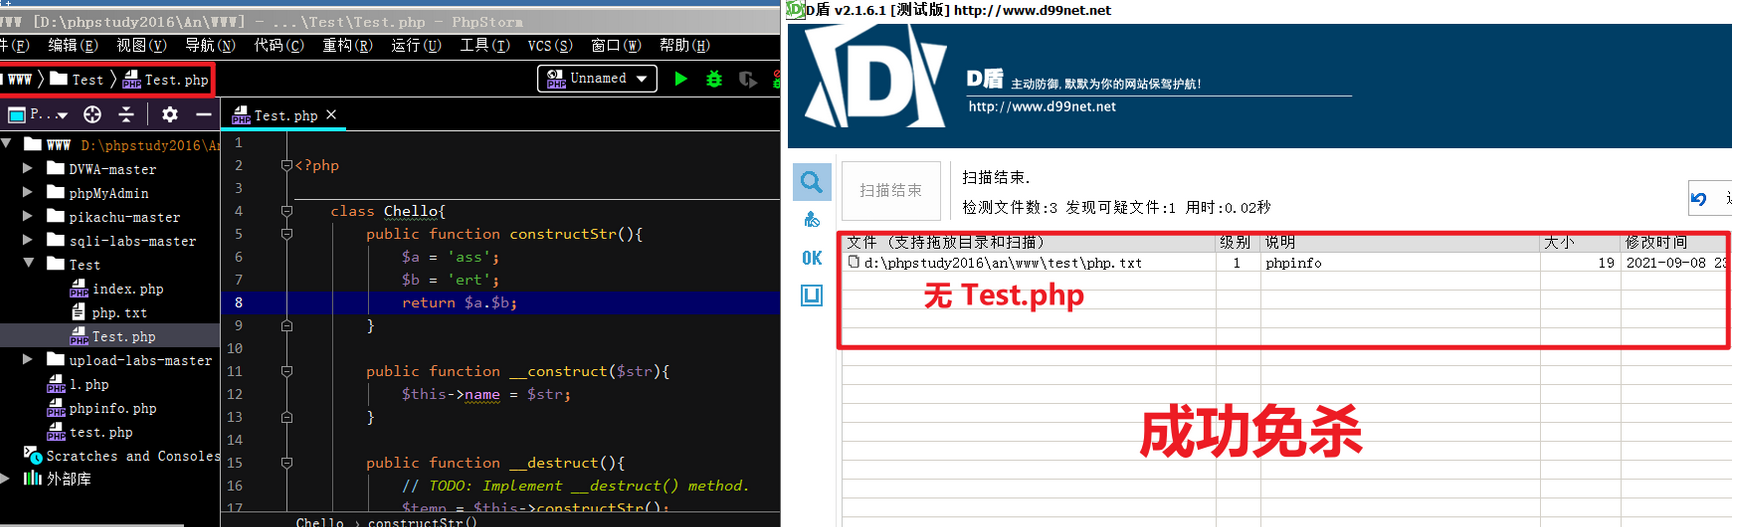 WWW [D:\phpstudy2016\An\WWW] - ...\Test\Test.php - PhpStorm
件(F) 编辑(E) 视图(V) 导航(N) 代码(C) 重构(R) 运行(U) 工具(T) VCS(S) 窗口(W) 帮助(H)
WWW Test Test.php
Unnamed
P...
Test.php
WWW D:\phpstudy2016\An
DVWA-master
phpMyAdmin
pikachu-master
sqli-labs-master
Test
index.php
php.txt
Test.php
upload-labs-master
1.php
phpinfo.php
test.php
Scratches and Consoles
外部库
1
2 <?php
3
4 class Chello{
5 public function constructStr(){
6 $a = 'ass';
7 $b = 'ert';
8 return $a.$b;
9 }
10
11 public function __construct($str){
12 $this->name = $str;
13 }
14
15 public function __destruct(){
16 // TODO: Implement __destruct() method.
17 $temp = $this->constructStr();
Chello › constructStr()
D盾 v2.1.6.1 [测试版] http://www.d99net.net
D盾 主动防御,默默为你的网站保驾护航!
http://www.d99net.net
扫描结束
扫描结束.
检测文件数:3 发现可疑文件:1 用时:0.02秒
OK
文件 (支持拖放目录和扫描) 级别 说明 大小 修改时间
d:\phpstudy2016\an\www\test\php.txt 1 phpinfo 19 2021-09-08 23
无 Test.php
成功免杀